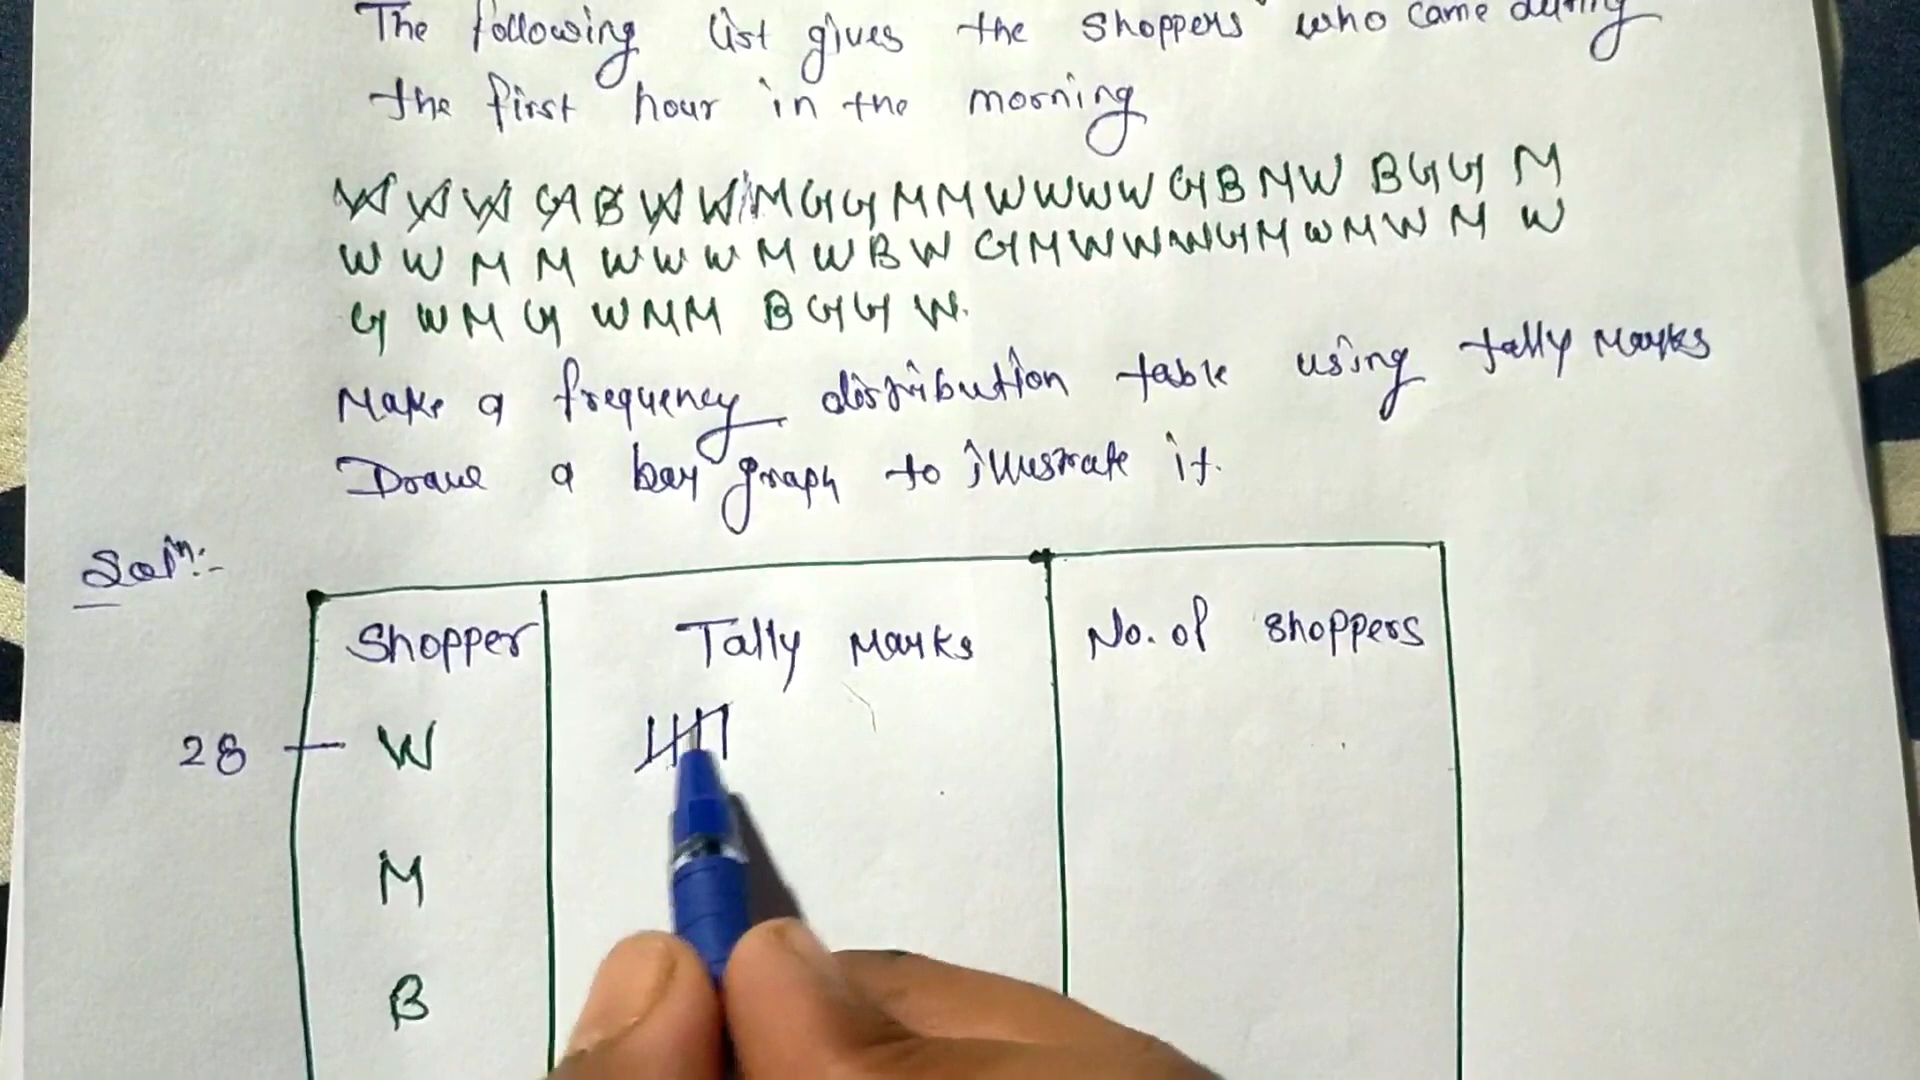 The following list gives the shoppers who came during
the first hour in the morning
W W W G B W W M G G M M W W W W G B M W B G G M
W W M M W W W M W B W G M W W W W G M W M W M W
G W M G W M M B G G W.
Make a frequency distribution table using tally marks
Draw a bar graph to illustrate it.
Soln:-
Shopper Tally Marks No. of shoppers
28 - W
M
B